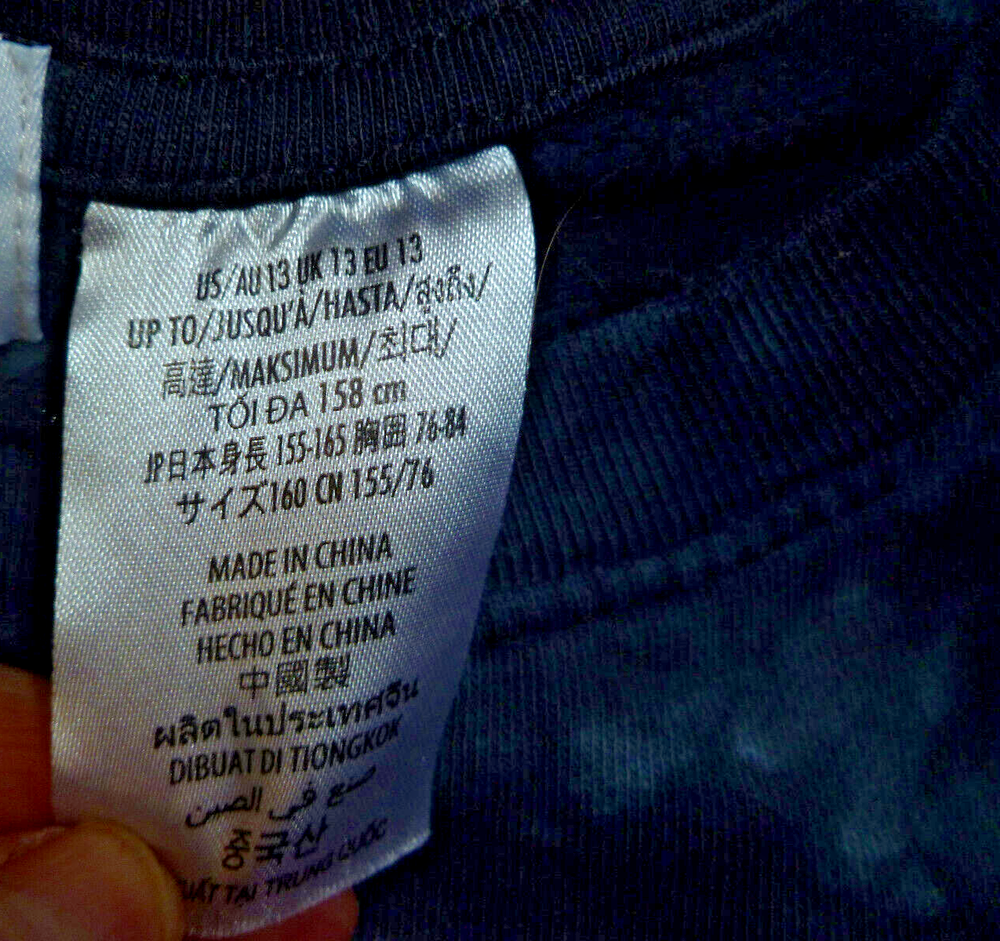 US/AU 13 UK 13 EU 13
UP TO/JUSQU'À/HASTA/สูงถึง/
高達/MAKSIMUM/최대/
TỐI ĐA 158 cm
JP日本身長 155-165 胸囲 76-84
サイズ160 CN 155/76
MADE IN CHINA
FABRIQUÉ EN CHINE
HECHO EN CHINA
中國製
ผลิตในประเทศจีน
DIBUAT DI TIONGKOK
صنع في الصين
중국산
TẠI TRUNG QUỐC